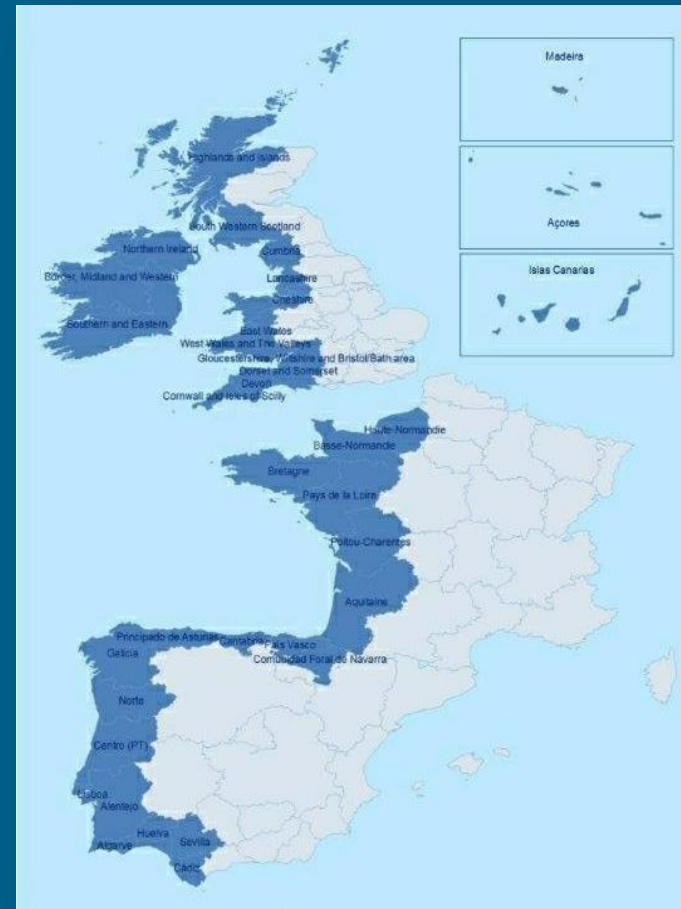 Madeira
Açores
Islas Canarias
Highlands and Islands
South Western Scotland
Northern Ireland
Cumbria
Border, Midland and Western
Lancashire
Cheshire
Southern and Eastern
East Wales
West Wales and The Valleys
Gloucestershire, Wiltshire and Bristol/Bath area
Dorset and Somerset
Devon
Cornwall and Isles of Scilly
Haute-Normandie
Basse-Normandie
Bretagne
Pays de la Loire
Poitou-Charentes
Aquitaine
Principado de Asturias
Cantabria
País Vasco
Galicia
Comunidad Foral de Navarra
Norte
Centro (PT)
Lisboa
Alentejo
Huelva
Sevilla
Algarve
Cádiz